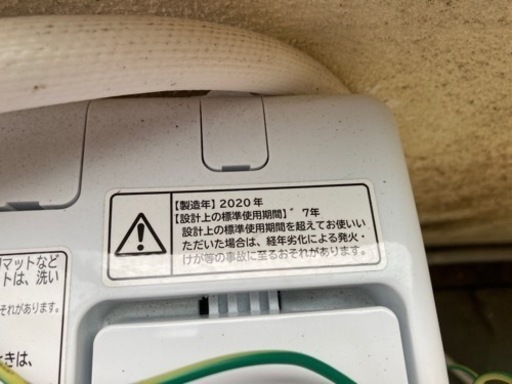 【製造年】2020年
【設計上の標準使用期間】 7年
設計上の標準使用期間を超えてお使いい
ただいた場合は、経年劣化による発火・
けが等の事故に至るおそれがあります。
マットなど
トは、洗い
それがあります。
きは、